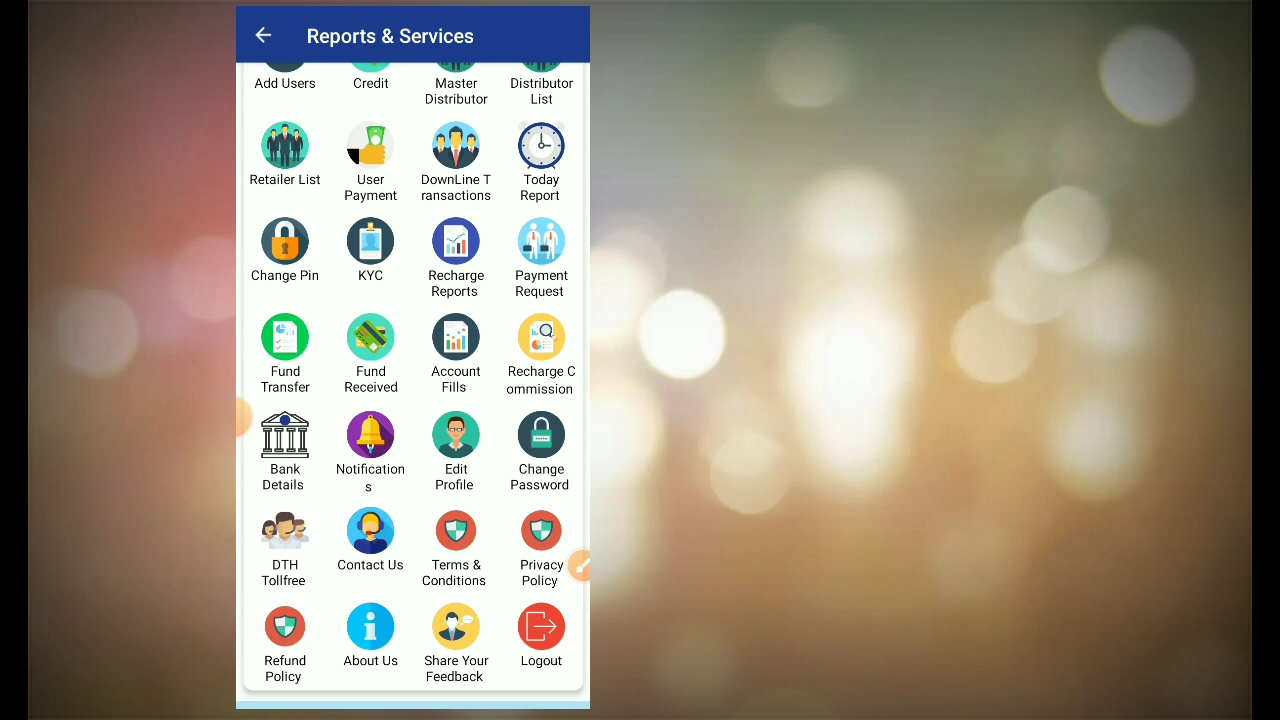 Reports & Services
Add Users
Credit
Master
Distributor
Distributor
List
Retailer List
User
Payment
DownLine T
ransactions
Today
Report
Change Pin
KYC
Recharge
Reports
Payment
Request
Fund
Transfer
Fund
Received
Account
Fills
Recharge C
ommission
Bank
Details
Notification
s
Edit
Profile
Change
Password
DTH
Tollfree
Contact Us
Terms &
Conditions
Privacy
Policy
Refund
Policy
About Us
Share Your
Feedback
Logout